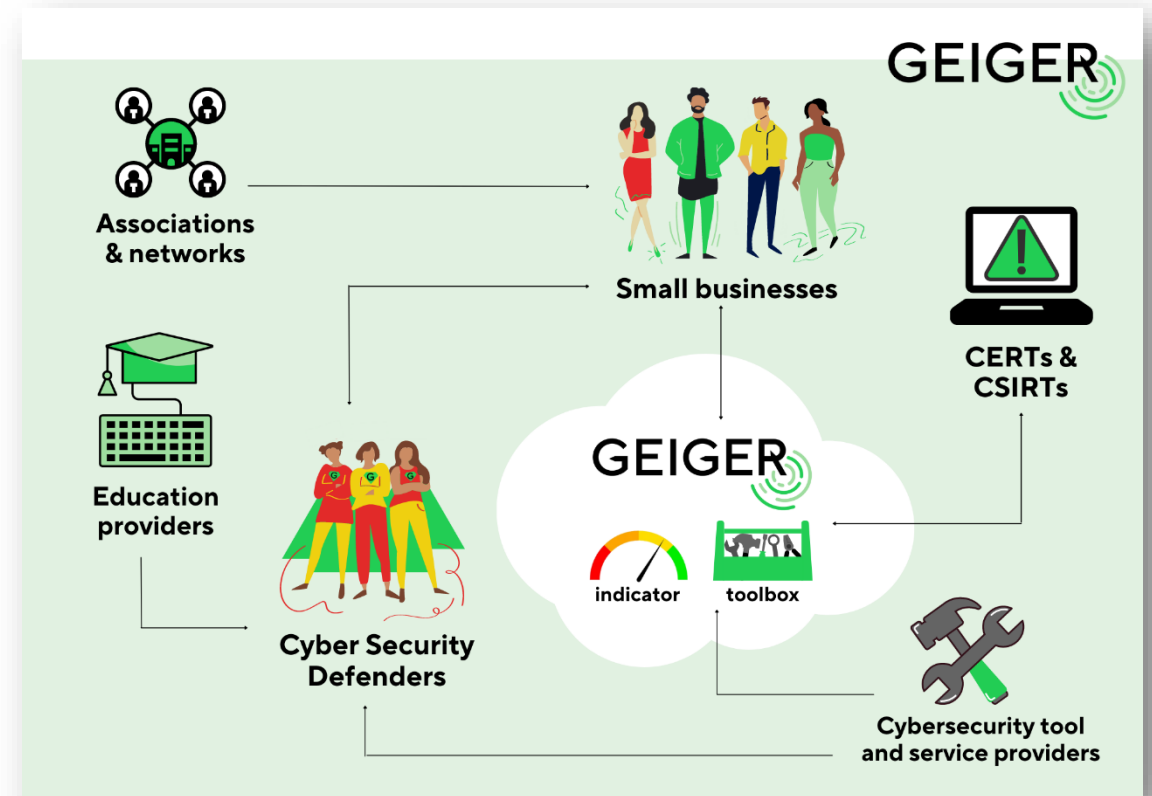 GEIGER
Associations
& networks
Small businesses
CERTs &
CSIRTs
Education
providers
GEIGER
indicator
toolbox
G
G
G
Cyber Security
Defenders
Cybersecurity tool
and service providers